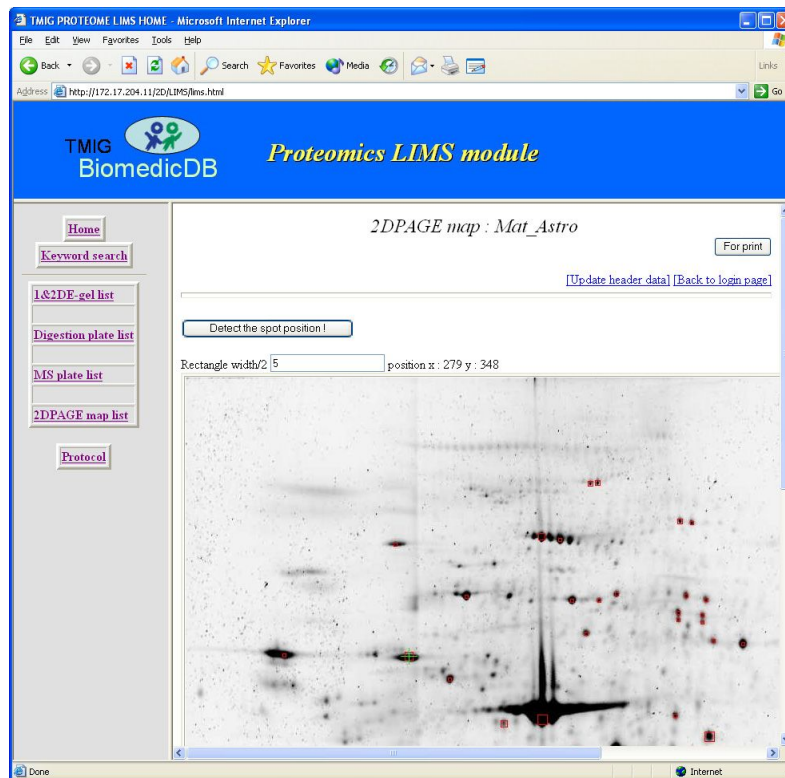 TMIG PROTEOME LIMS HOME - Microsoft Internet Explorer
File Edit View Favorites Tools Help
Back Search Favorites Media Links
Address http://172.17.204.11/2D/LIMS/lims.html Go
TMIG
BiomedicDB
Proteomics LIMS module
Home
Keyword search
1&2DE-gel list
Digestion plate list
MS plate list
2DPAGE map list
Protocol
2DPAGE map : Mat_Astro
For print
[Update header data] [Back to login page]
Detect the spot position !
Rectangle width/2 5 position x : 279 y : 348
Done Internet